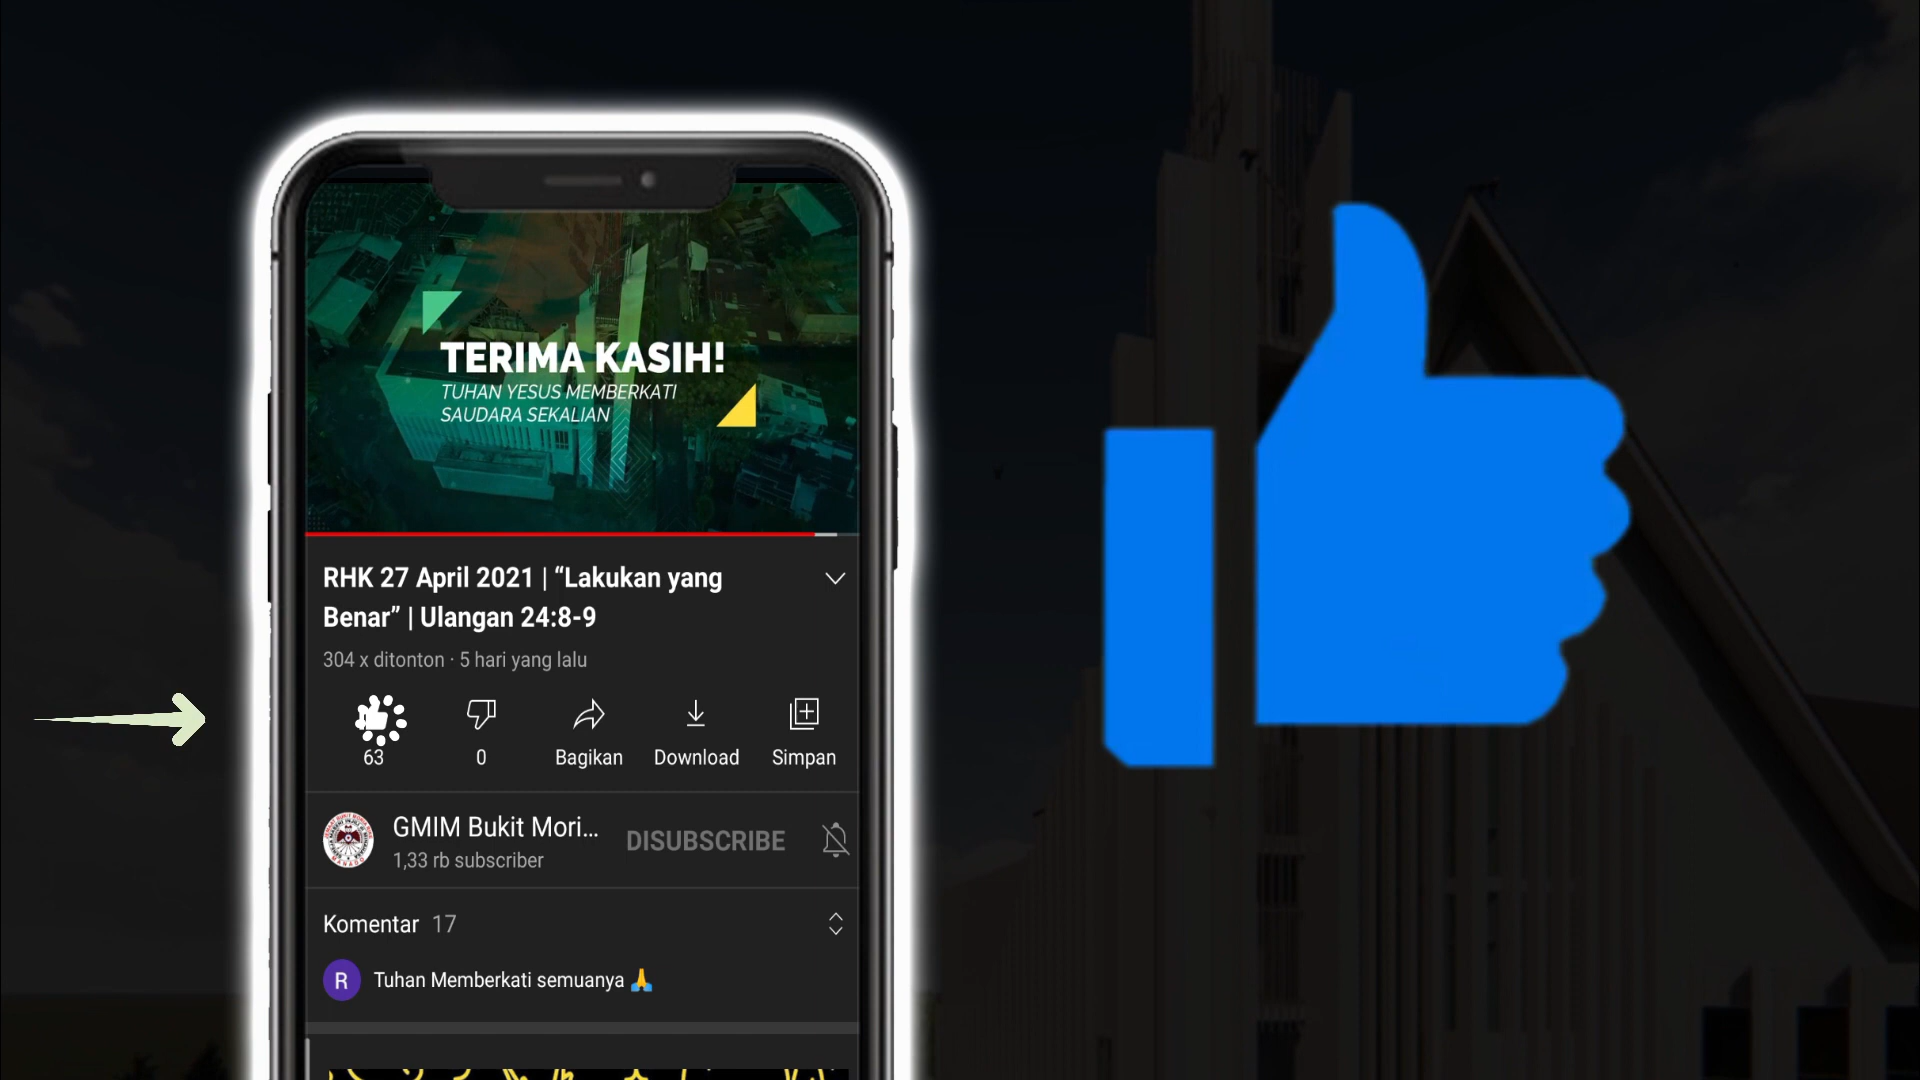 TERIMA KASIH!
TUHAN YESUS MEMBERKATI
SAUDARA SEKALIAN
RHK 27 April 2021 | “Lakukan yang
Benar” | Ulangan 24:8-9
304 x ditonton · 5 hari yang lalu
63 0 Bagikan Download Simpan
GMIM Bukit Mori... DISUBSCRIBE
1,33 rb subscriber
Komentar 17
R Tuhan Memberkati semuanya 🙏